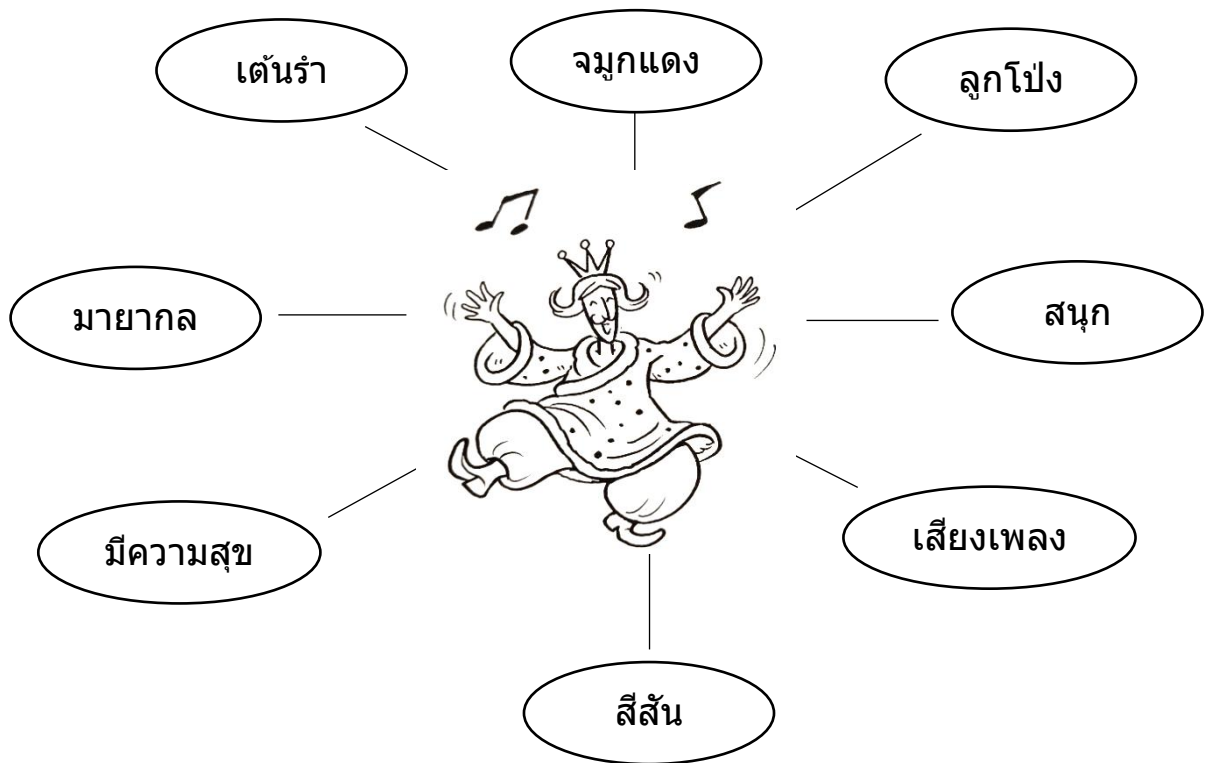 เต้นรำ
จมูกแดง
ลูกโป่ง
มายากล
สนุก
มีความสุข
เสียงเพลง
สีสัน